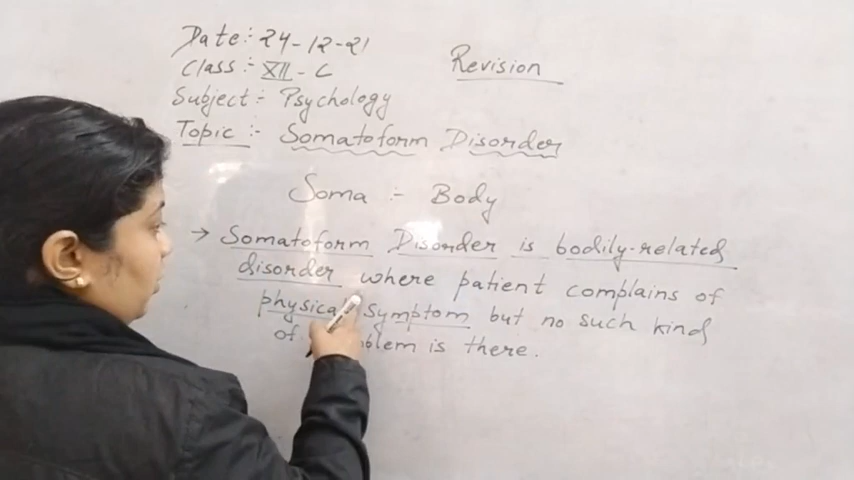 Date:- 24-12-21
Class:- XII - C
Revision
Subject:- Psychology
Topic :- Somatoform Disorder
Soma :- Body
→ Somatoform Disorder is bodily-related
disorder where patient complains of
physical symptom but no such kind
of is there.